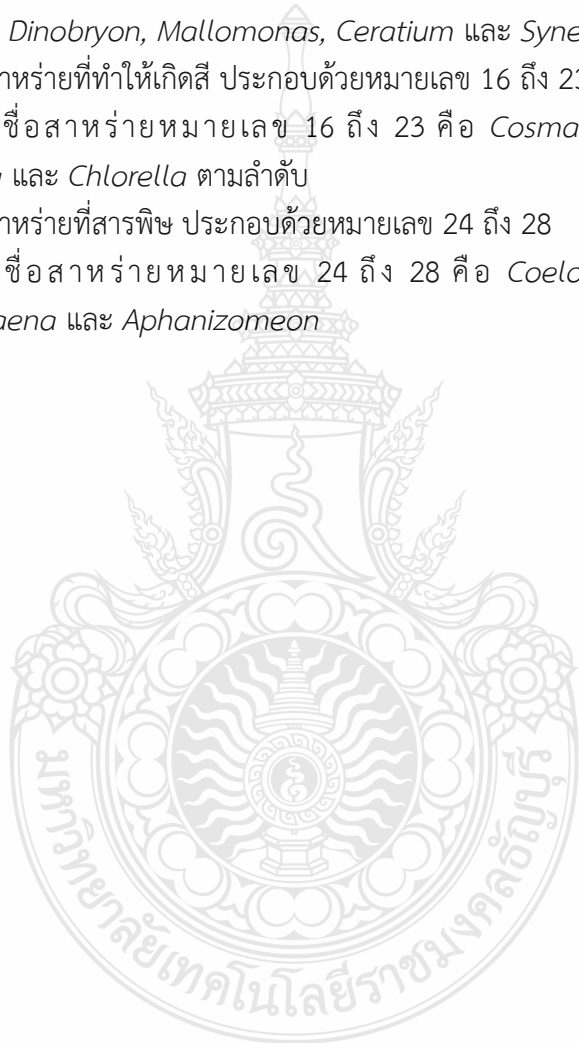 Dinobryon, Mallomonas, Ceratium และ Syne
าหร่ายที่ทำให้เกิดสี ประกอบด้วยหมายเลข 16 ถึง 23
ชื่อสาหร่ายหมายเลข 16 ถึง 23 คือ Cosma
และ Chlorella ตามลำดับ
าหร่ายที่สารพิษ ประกอบด้วยหมายเลข 24 ถึง 28
ชื่อสาหร่ายหมายเลข 24 ถึง 28 คือ Coelo
aena และ Aphanizomeon
มหาวิทยาลัยเทคโนโลยีราชมงคลธัญบุรี